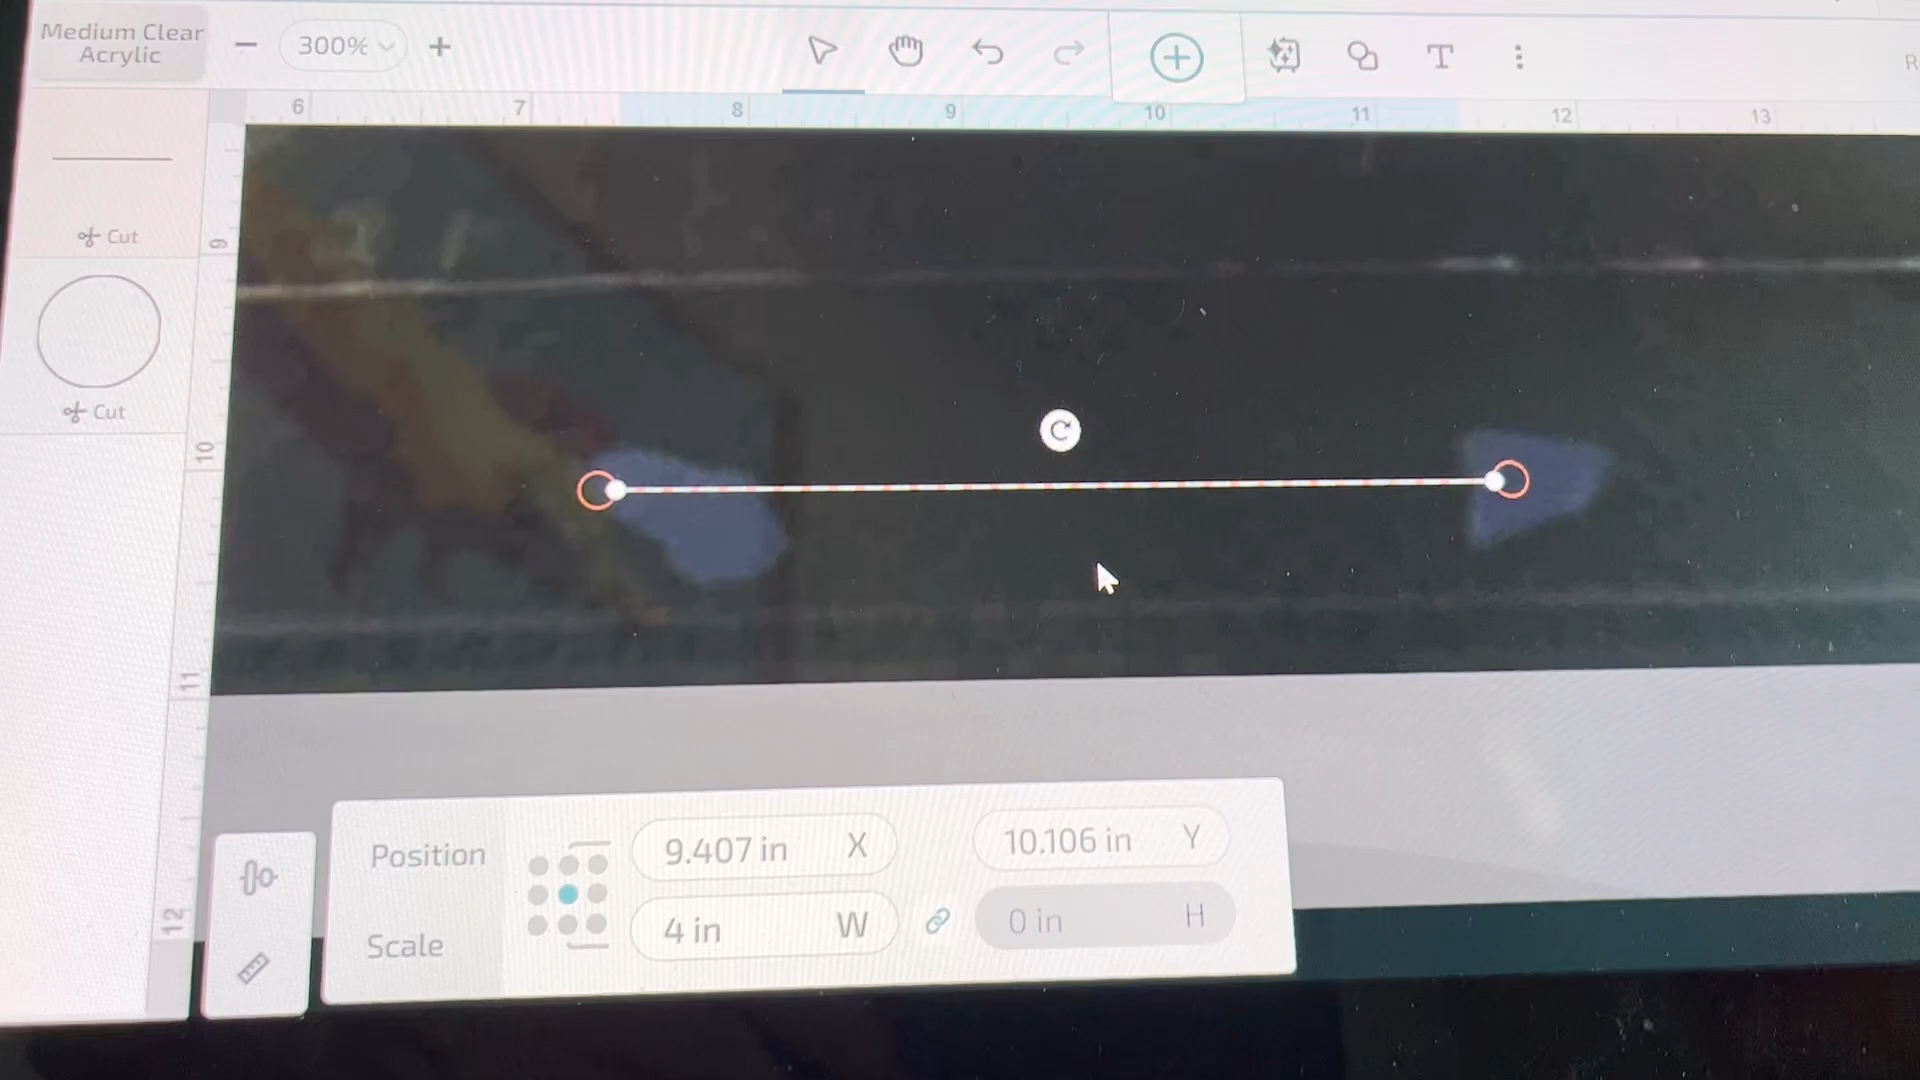 Medium Clear
Acrylic
300%
T
R
6 7 8 9 10 11 12 13
Cut
Cut
9
10
11
12
Position
9.407 in X
10.106 in Y
Scale
4 in W
0 in H